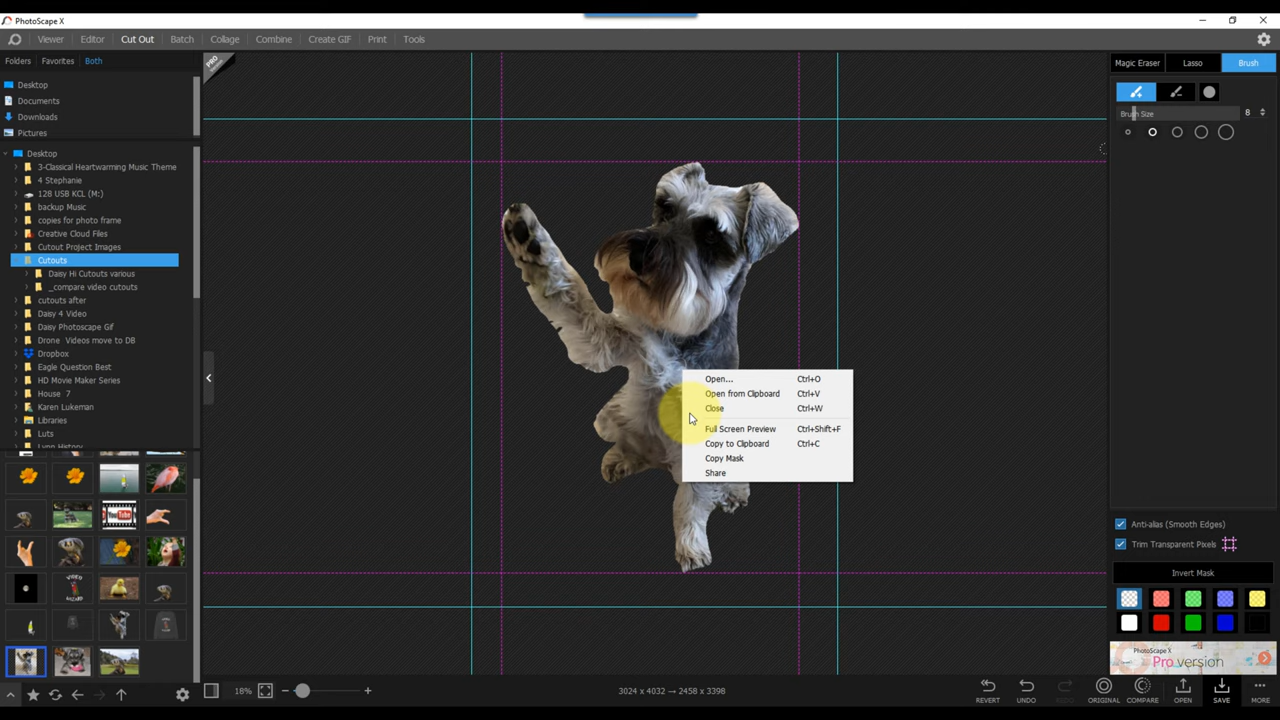 PhotoScape X
Viewer
Editor
Cut Out
Batch
Collage
Combine
Create GIF
Print
Tools
Folders
Favorites
Both
PRO
Version
Magic Eraser
Lasso
Brush
Desktop
Documents
Downloads
Pictures
Brush Size
8
Desktop
3-Classical Heartwarming Music Theme
4 Stephanie
128 USB KCL (M:)
backup Music
copies for photo frame
Creative Cloud Files
Cutout Project Images
Cutouts
Daisy Hi Cutouts various
_compare video cutouts
cutouts after
Daisy 4 Video
Daisy Photoscape Gif
Drone Videos move to DB
Dropbox
Eagle Question Best
HD Movie Maker Series
House 7
Karen Lukeman
Libraries
Luts
Lynn History
Open... Ctrl+O
Open from Clipboard Ctrl+V
Close Ctrl+W
Full Screen Preview Ctrl+Shift+F
Copy to Clipboard Ctrl+C
Copy Mask
Share
Anti-alias (Smooth Edges)
Trim Transparent Pixels
Invert Mask
PhotoScape X
Pro version
YouTube
18%
3024 x 4032 → 2458 x 3398
REVERT
UNDO
REDO
ORIGINAL
COMPARE
OPEN
SAVE
MORE